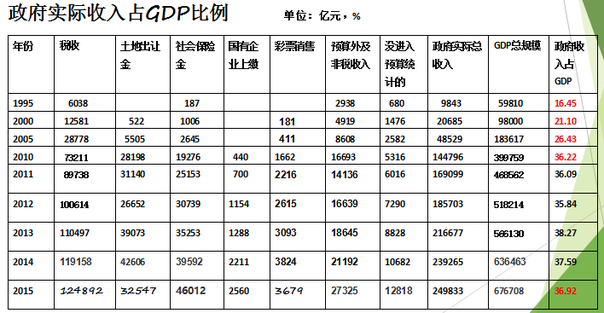 政府实际收入占GDP比例 单位：亿元，%
年份 税收 土地出让金 社会保险金 国有企业上缴 彩票销售 预算外及非税收入 没进入预算统计的 政府实际总收入 GDP总规模 政府收入占GDP
1995 6038 187 2938 680 9843 59810 16.45
2000 12581 522 1006 181 4919 1476 20685 98000 21.10
2005 28778 5505 2645 411 8608 2582 48529 183617 26.43
2010 73211 28198 19276 440 1662 16693 5316 144796 399759 36.22
2011 89738 31140 25153 700 2216 14136 6016 169099 468562 36.09
2012 100614 26652 30739 1154 2615 16639 7290 185703 518214 35.84
2013 110497 39073 35253 1288 3093 18645 8828 216677 566130 38.27
2014 119158 42606 39592 2211 3824 21192 10682 239265 636463 37.59
2015 124892 32547 46012 2560 3679 27325 12818 249833 676708 36.92